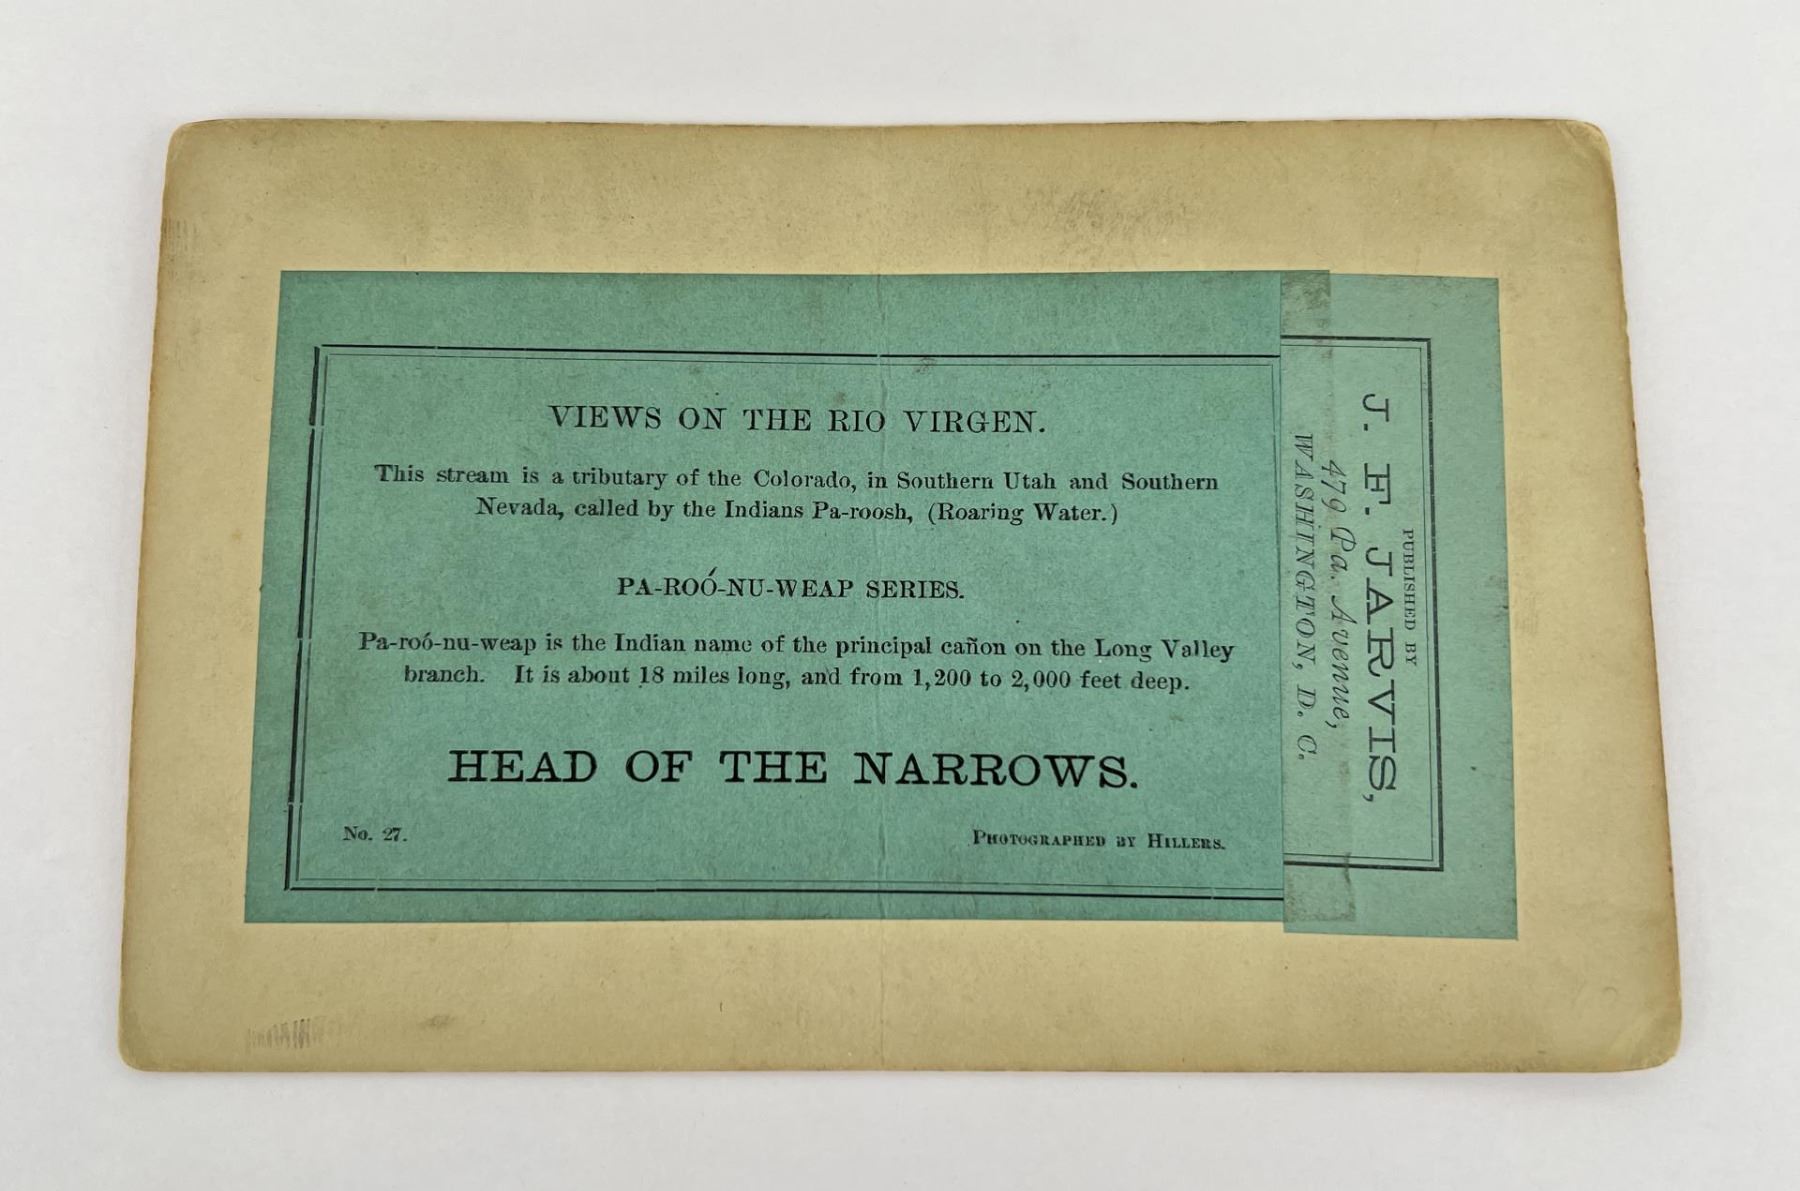 VIEWS ON THE RIO VIRGEN.
This stream is a tributary of the Colorado, in Southern Utah and Southern
Nevada, called by the Indians Pa-roosh, (Roaring Water.)
PA-ROÓ-NU-WEAP SERIES.
Pa-roó-nu-weap is the Indian name of the principal cañon on the Long Valley
branch. It is about 18 miles long, and from 1,200 to 2,000 feet deep.
HEAD OF THE NARROWS.
No. 27.
PHOTOGRAPHED BY HILLERS.
PUBLISHED BY
J. F. JARVIS,
479 Pa. Avenue,
WASHINGTON, D. C.